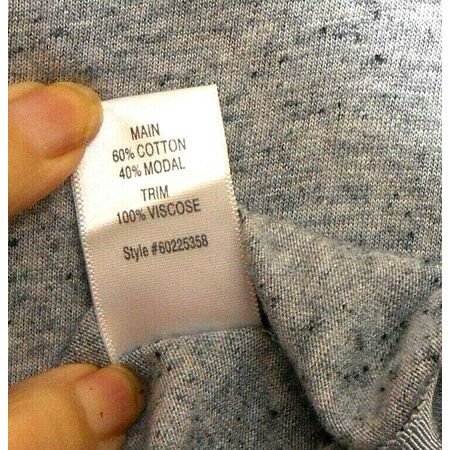 MAIN
60% COTTON
40% MODAL
TRIM
100% VISCOSE
Style #60225358